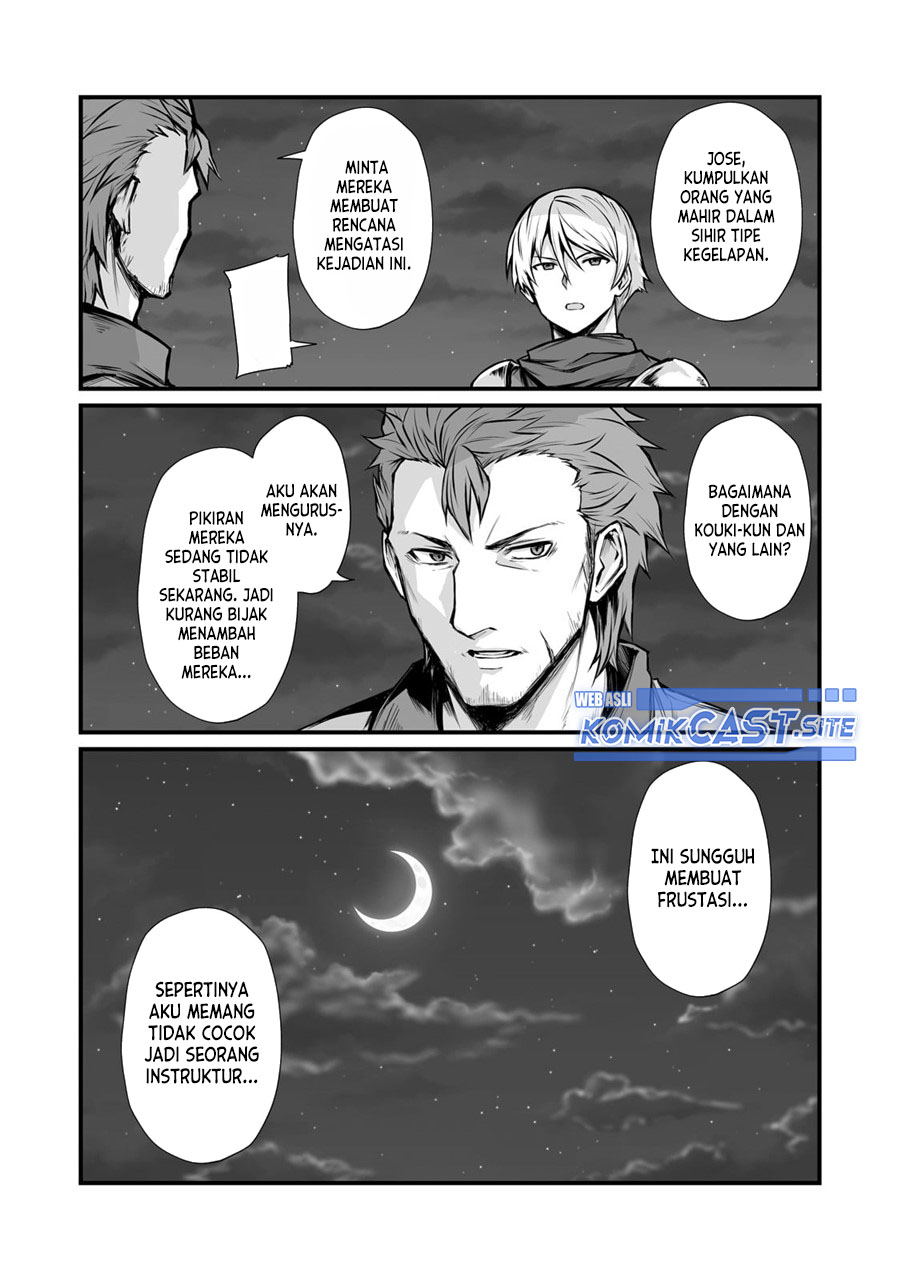 JOSE,
KUMPULKAN
ORANG YANG
MAHIR DALAM
SIHIR TIPE
KEGELAPAN.
MINTA
MEREKA
MEMBUAT
RENCANA
MENGATASI
KEJADIAN INI.
BAGAIMANA
DENGAN
KOUKI-KUN DAN
YANG LAIN?
AKU AKAN
MENGURUS-
NYA.
PIKIRAN
MEREKA
SEDANG TIDAK
STABIL
SEKARANG. JADI
KURANG BIJAK
MENAMBAH
BEBAN
MEREKA...
WEB ASLI
KOMIKCAST.SITE
INI SUNGGUH
MEMBUAT
FRUSTASI...
SEPERTINYA
AKU MEMANG
TIDAK COCOK
JADI SEORANG
INSTRUKTUR...